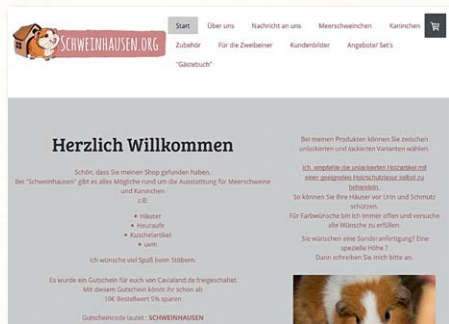 SCHWEINHAUSEN.ORG
Start Über uns Nachricht an uns Meerschweinchen Kaninchen
Zubehör Für die Zweibeiner Kundenbilder Angebote/ Set's
"Gästebuch"
Herzlich Willkommen
Schön, dass Sie meinen Shop gefunden haben.
Bei "Schweinhausen" gibt es alles Mögliche rund um die Ausstattung für Meerschweine
und Kaninchen
z.B:
Häuser
Heuraufe
Kuschelartikel
uvm
Ich wünsche viel Spaß beim Stöbern.
Es wurde ein Gutschein für euch von Cavialand.de freigeschaltet.
Mit diesem Gutschein könnt ihr schon ab
10€ Bestellwert 5% sparen
Gutscheincode lautet : SCHWEINHAUSEN
Bei meinen Produkten können Sie zwischen
unlackierten und lackierten Varianten wählen.
Ich empfehle die unlackierten Holzartikel mit
einer geeigneten Holzschutzlasur selbst zu
behandeln.
So können Sie Ihre Häuser vor Urin und Schmutz
schützen.
Für Farbwünsche bin ich immer offen und versuche
alle Wünsche zu erfüllen.
Sie wünschen eine Sonderanfertigung? Eine
spezielle Höhe ?
Dann schreiben Sie mich bitte an.